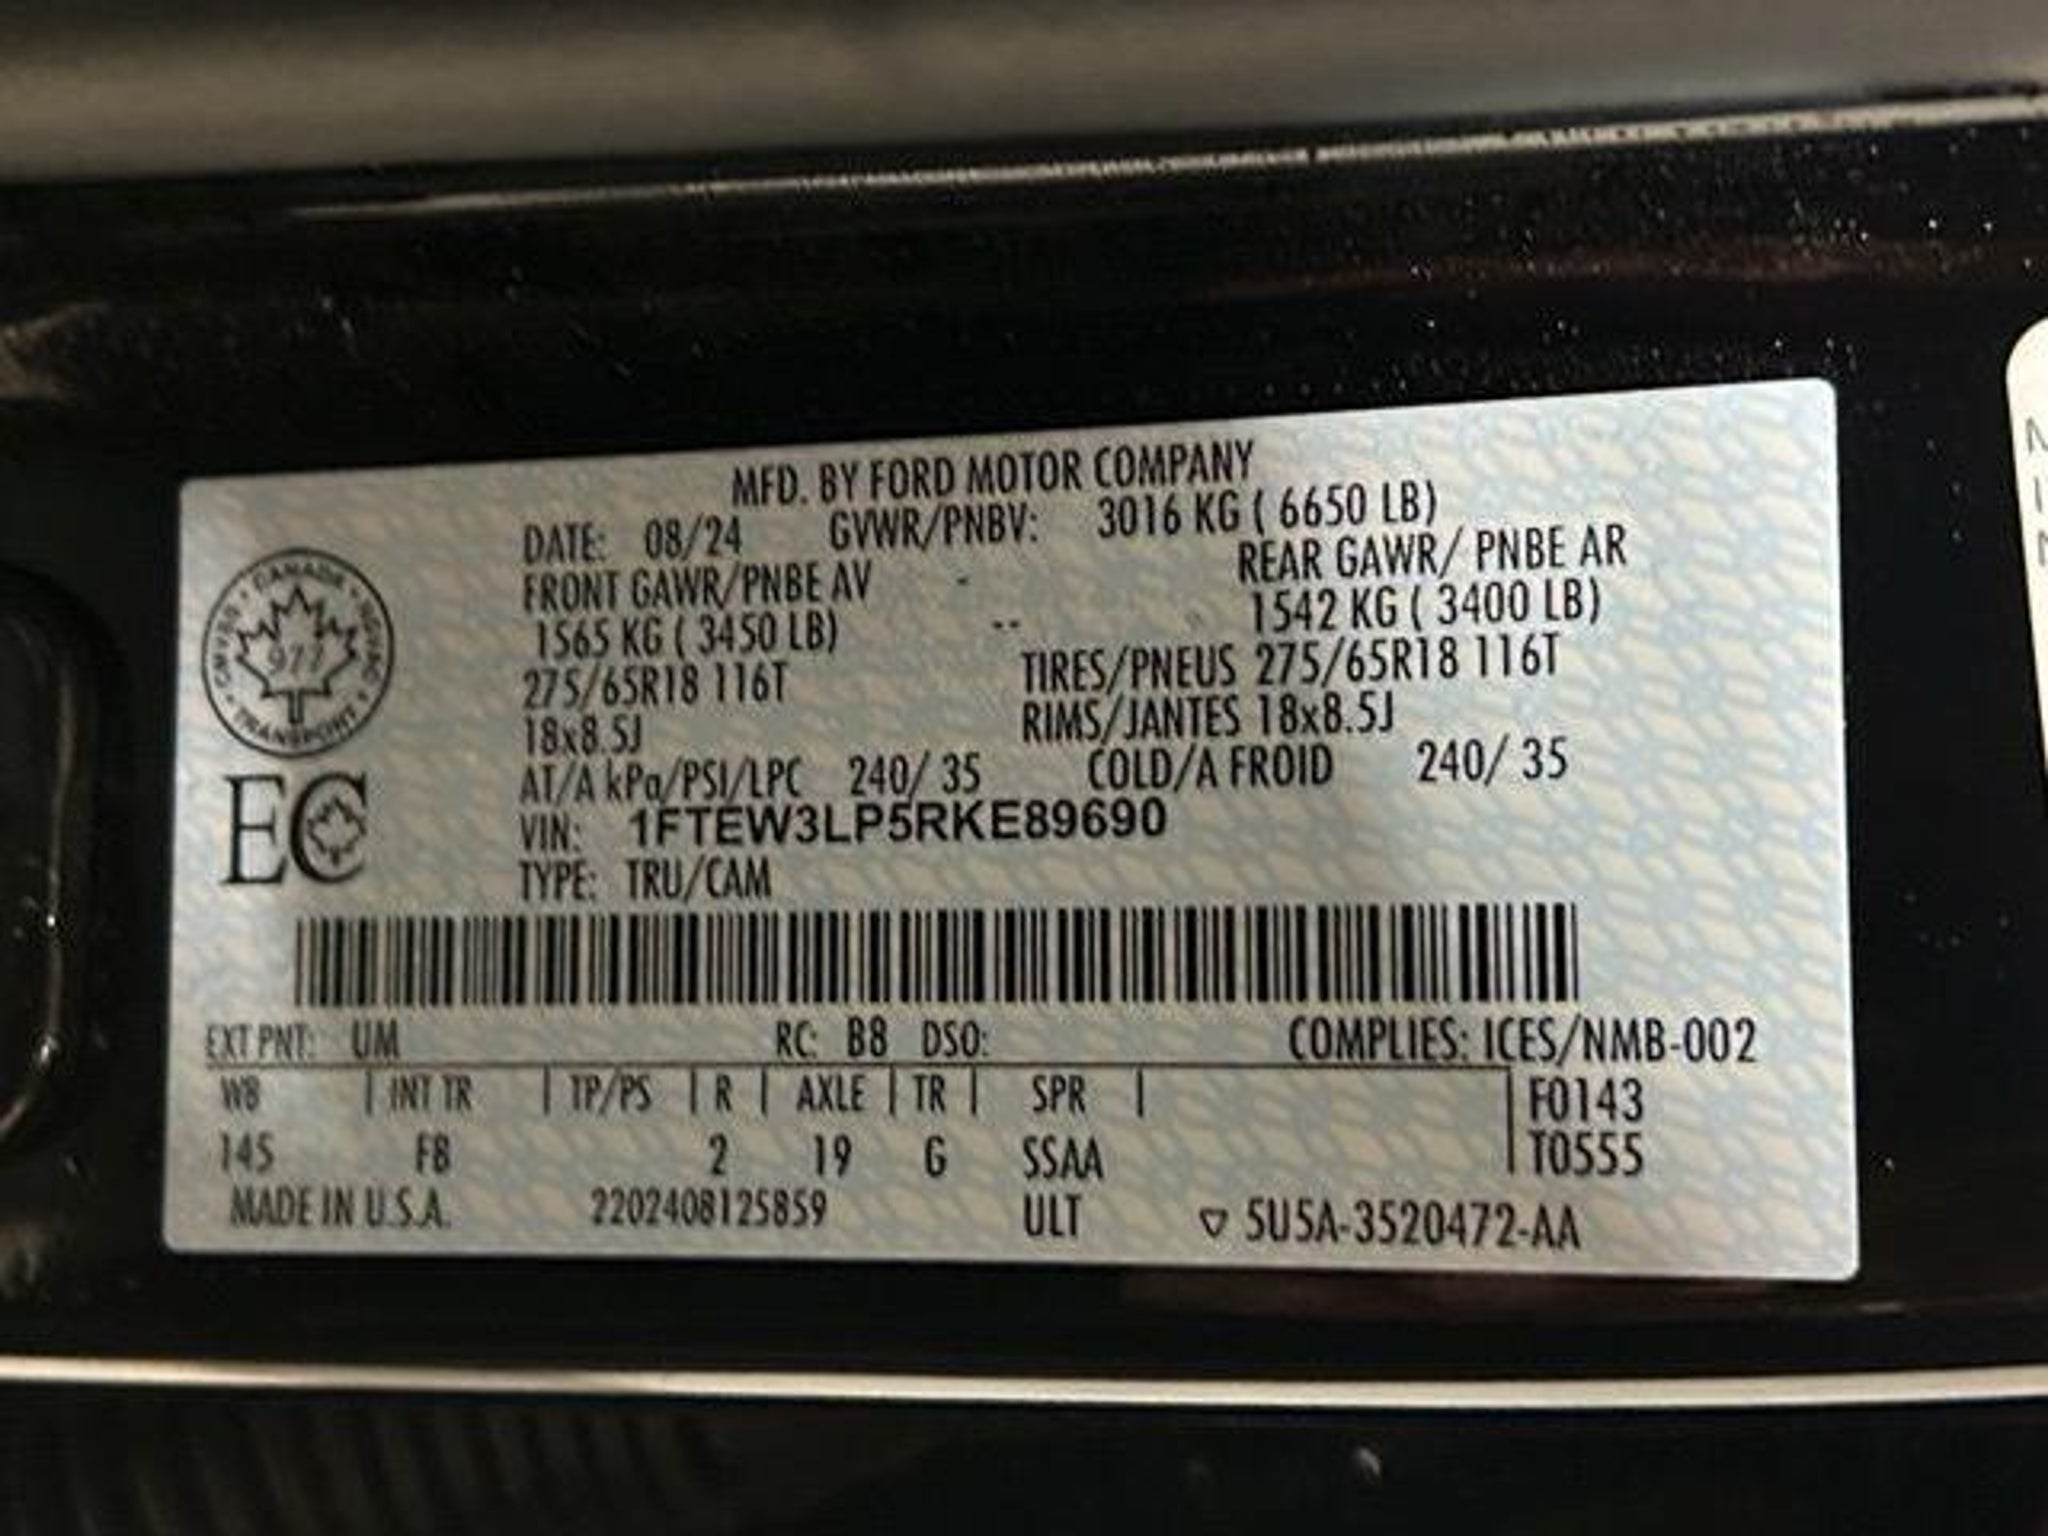 MFD. BY FORD MOTOR COMPANY
DATE: 08/24 GVWR/PNBV: 3016 KG ( 6650 LB)
FRONT GAWR/PNBE AV REAR GAWR/ PNBE AR
1565 KG ( 3450 LB) 1542 KG ( 3400 LB)
275/65R18 116T TIRES/PNEUS 275/65R18 116T
18x8.5J RIMS/JANTES 18x8.5J
AT/A kPa/PSI/LPC 240/ 35 COLD/A FROID 240/ 35
VIN: 1FTEW3LP5RKE89690
TYPE: TRU/CAM
CANADA
977
TRANSPORT
EC
EXT PNT: UM RC: B8 DSO: COMPLIES: ICES/NMB-002
WB | INT TR | TP/PS | R | AXLE | TR | SPR | F0143
145 F8 2 19 G SSAA T0555
MADE IN U.S.A. 2202408125859 ULT ▽ 5U5A-3520472-AA